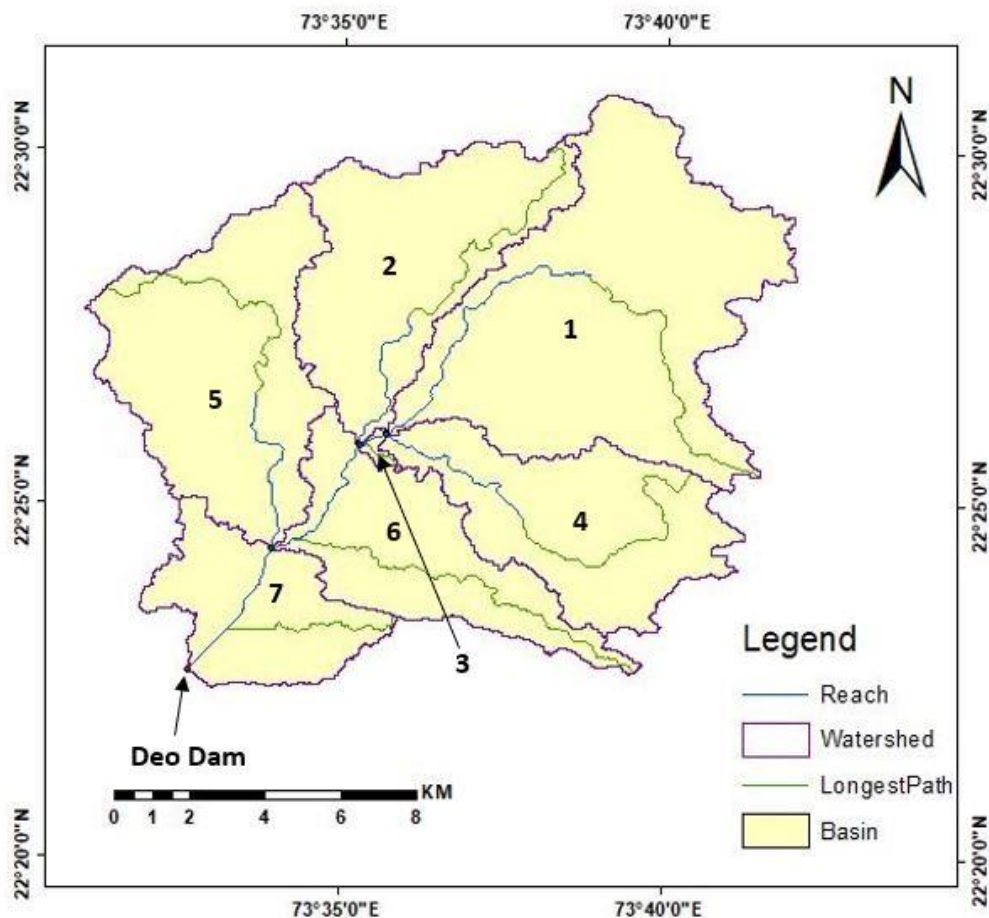 73°35'0"E
73°40'0"E
22°30'0"N
22°30'0"N
N
2
1
5
22°25'0"N
22°25'0"N
4
6
7
3
Legend
Reach
Watershed
LongestPath
Basin
Deo Dam
KM
0 1 2 4 6 8
22°20'0"N
22°20'0"N
73°35'0"E
73°40'0"E